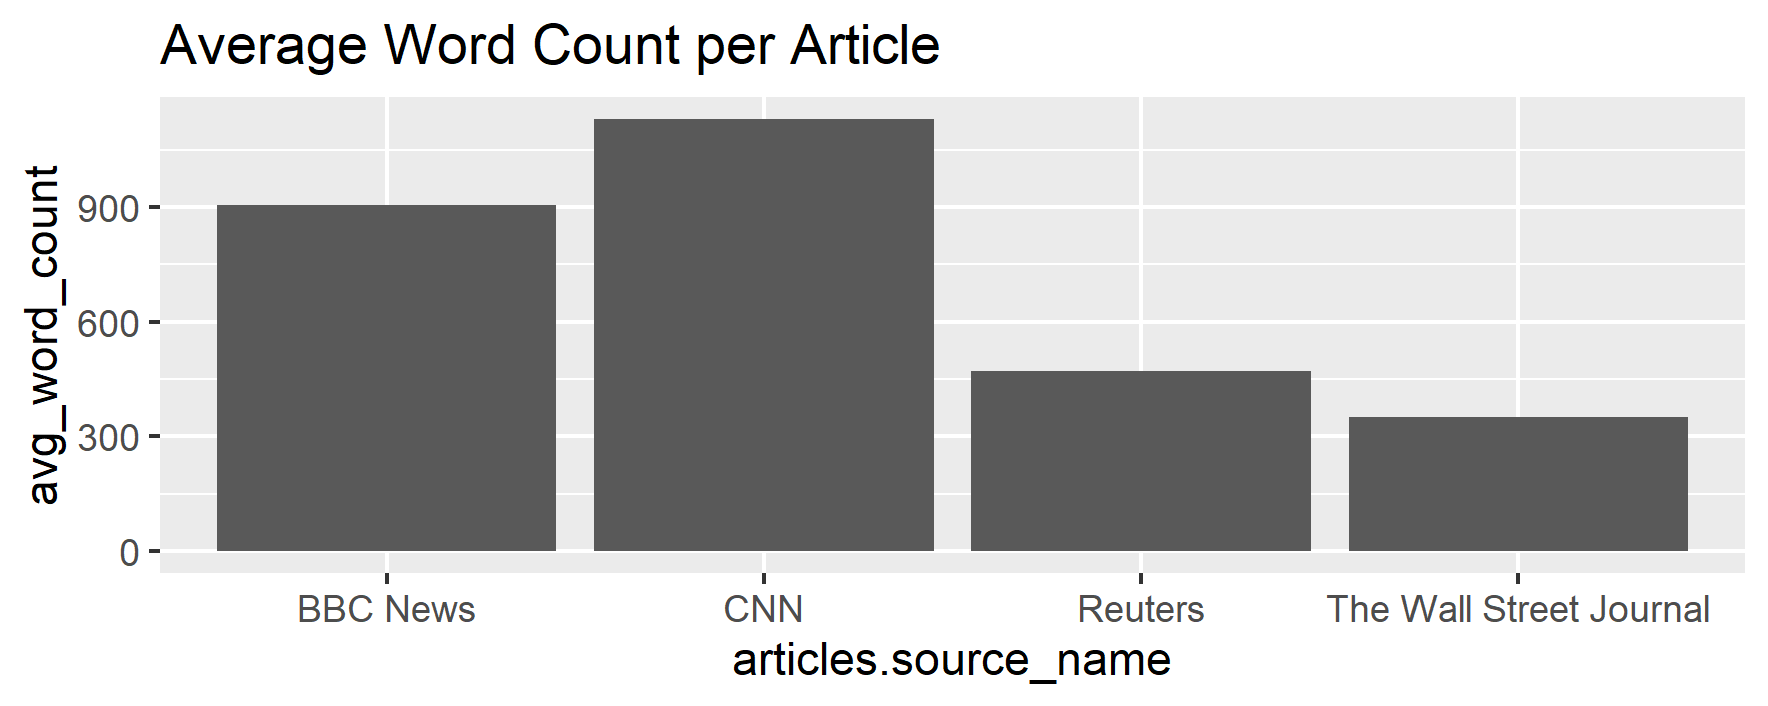 Average Word Count per Article
avg_word_count
900
600
300
0
BBC News
CNN
Reuters
The Wall Street Journal
articles.source_name